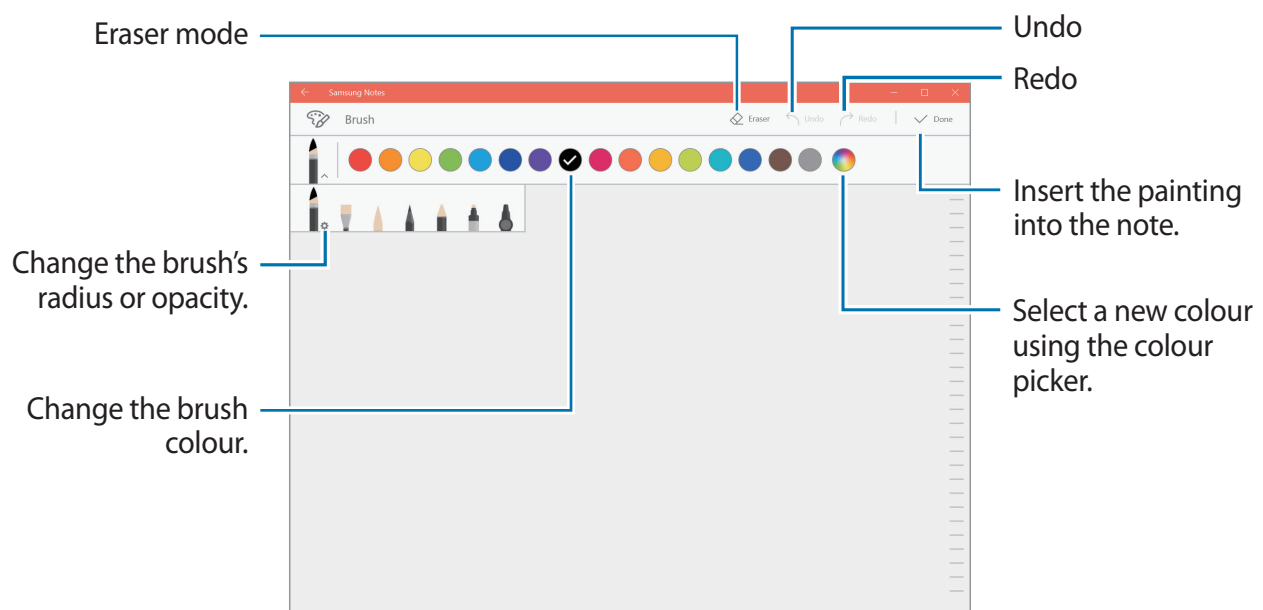 Eraser mode
Undo
Redo
Samsung Notes
Brush
Eraser
Undo
Redo
Done
Insert the painting
into the note.
Change the brush's
radius or opacity.
Select a new colour
using the colour
picker.
Change the brush
colour.